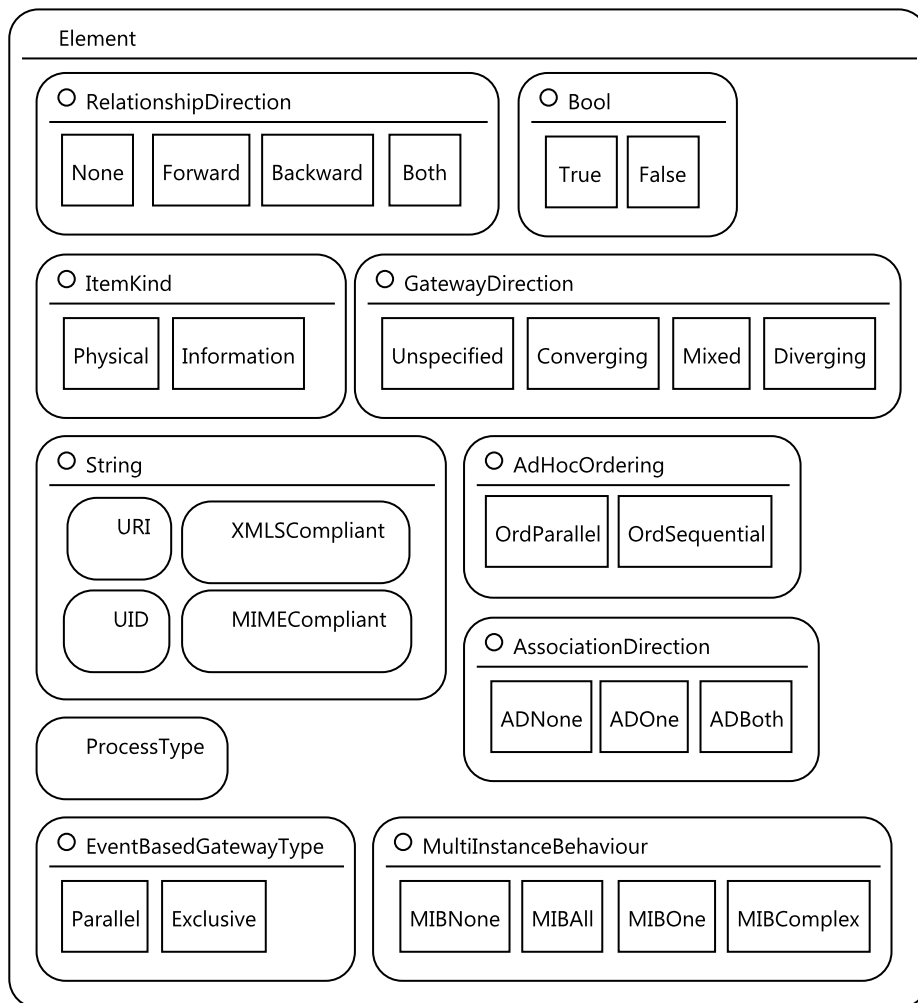 Element
RelationshipDirection
None Forward Backward Both
Bool
True False
ItemKind
Physical Information
GatewayDirection
Unspecified Converging Mixed Diverging
String
URI XMLSCompliant
UID MIMECompliant
AdHocOrdering
OrdParallel OrdSequential
AssociationDirection
ADNone ADOne ADBoth
ProcessType
EventBasedGatewayType
Parallel Exclusive
MultiInstanceBehaviour
MIBNone MIBAll MIBOne MIBComplex